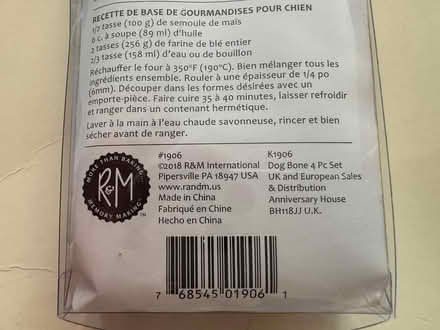 RECETTE DE BASE DE GOURMANDISES POUR CHIEN
1/2 tasse (100 g) de semoule de maïs
6 c. à soupe (89 ml) d'huile
2 tasses (256 g) de farine de blé entier
2/3 tasse (158 ml) d'eau ou de bouillon
Réchauffer le four à 350°F (190°C). Bien mélanger tous les
ingrédients ensemble. Rouler à une épaisseur de 1/4 po
(6mm). Découper dans les formes désirées avec un
emporte-pièce. Faire cuire 35 à 40 minutes, laisser refroidir
et ranger dans un contenant hermétique.
Laver à la main à l'eau chaude savonneuse, rincer et bien
sécher avant de ranger.
MORE THAN BAKING...
R&M
MEMORY MAKING
TM
#1906
©2018 R&M International
Pipersville PA 18947 USA
www.randm.us
Made in China
Fabriqué en Chine
Hecho en China
K1906
Dog Bone 4 Pc Set
UK and European Sales
& Distribution
Anniversary House
BH118JJ U.K.
7 68545 01906 1